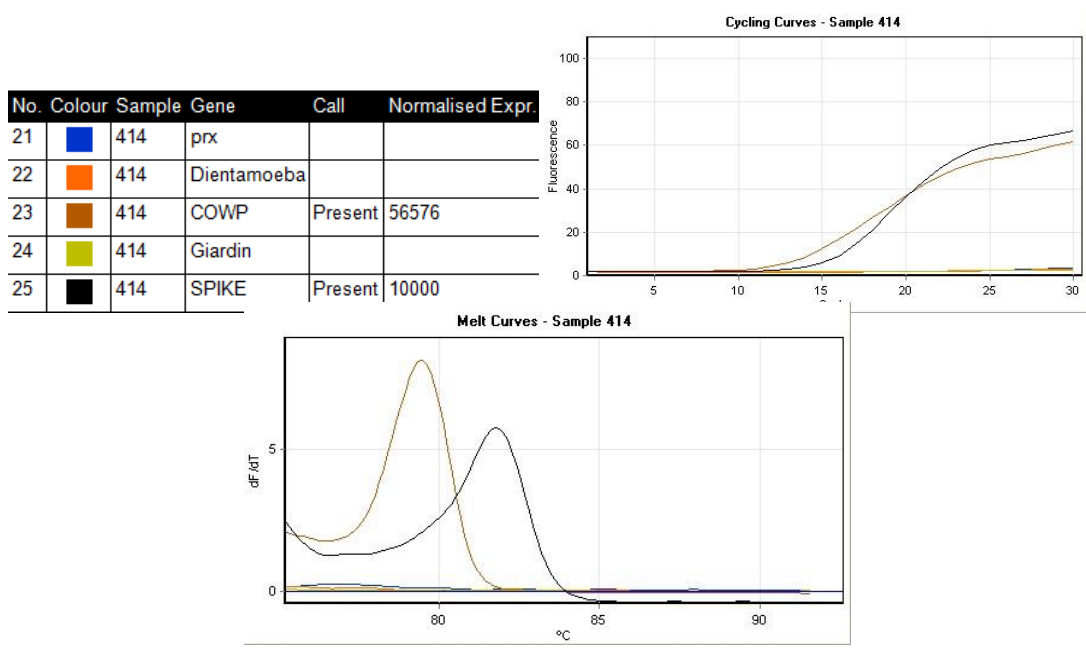 Cycling Curves - Sample 414
100
80
60
40
20
0
Fluorescence
5 10 15 20 25 30
No. Colour Sample Gene Call Normalised Expr.
21 414 prx
22 414 Dientamoeba
23 414 COWP Present 56576
24 414 Giardin
25 414 SPIKE Present 10000
Melt Curves - Sample 414
5
0
dF/dT
80 85 90
ºC